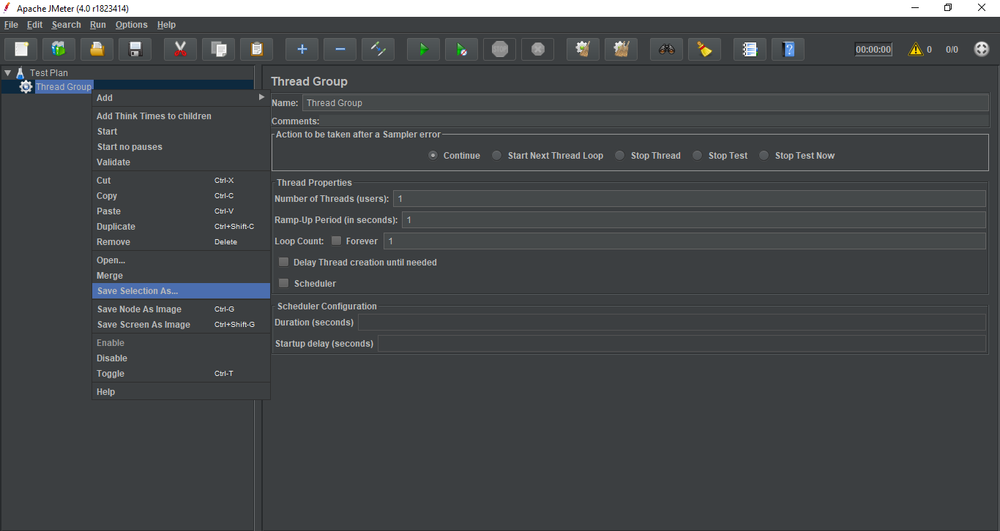 Apache JMeter (4.0 r1823414)
File Edit Search Run Options Help
STOP 00:00:00 0 0/0 ?
Test Plan
Thread Group
Add
Add Think Times to children
Start
Start no pauses
Validate
Cut Ctrl-X
Copy Ctrl-C
Paste Ctrl-V
Duplicate Ctrl+Shift-C
Remove Delete
Open...
Merge
Save Selection As...
Save Node As Image Ctrl-G
Save Screen As Image Ctrl+Shift-G
Enable
Disable
Toggle Ctrl-T
Help
Thread Group
Name: Thread Group
Comments:
Action to be taken after a Sampler error
Continue Start Next Thread Loop Stop Thread Stop Test Stop Test Now
Thread Properties
Number of Threads (users): 1
Ramp-Up Period (in seconds): 1
Loop Count: Forever 1
Delay Thread creation until needed
Scheduler
Scheduler Configuration
Duration (seconds)
Startup delay (seconds)